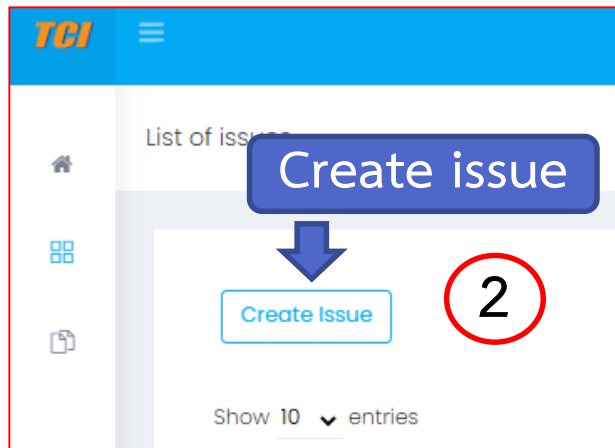 TCI
List of issues
Create issue
Create Issue
2
Show 10 entries